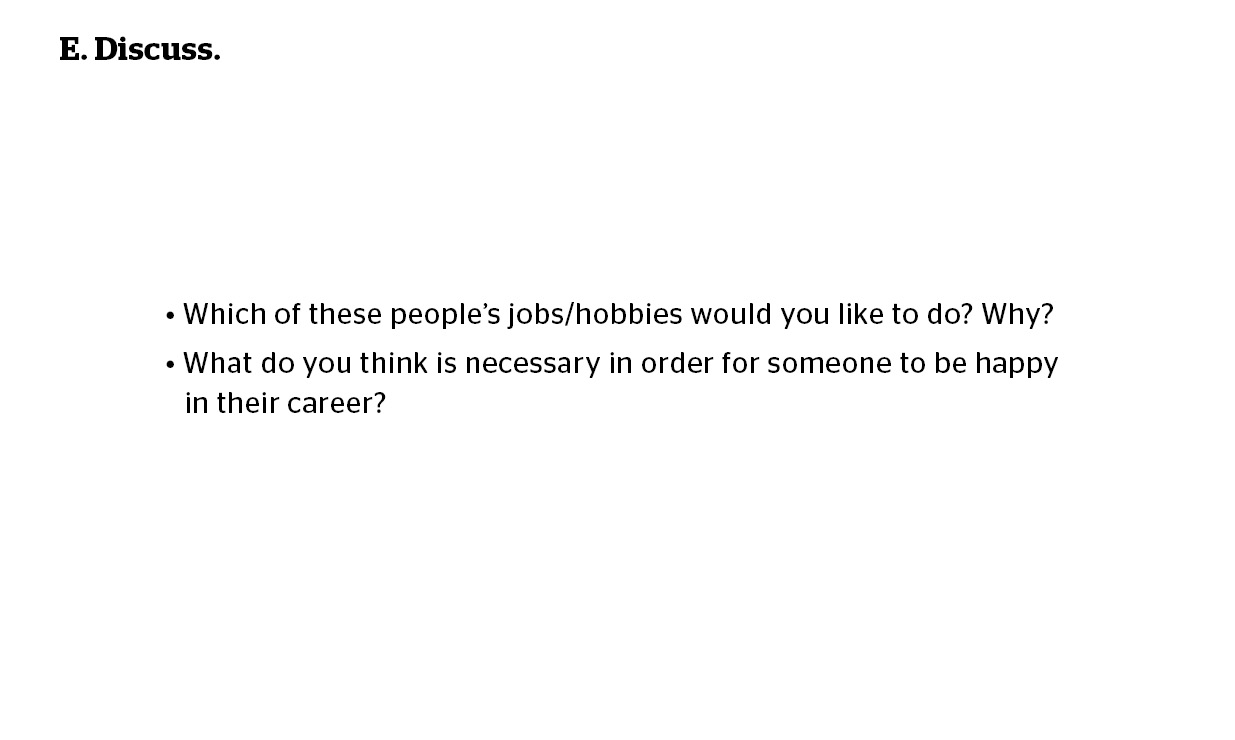 E. Discuss.
• Which of these people’s jobs/hobbies would you like to do? Why?
• What do you think is necessary in order for someone to be happy
in their career?